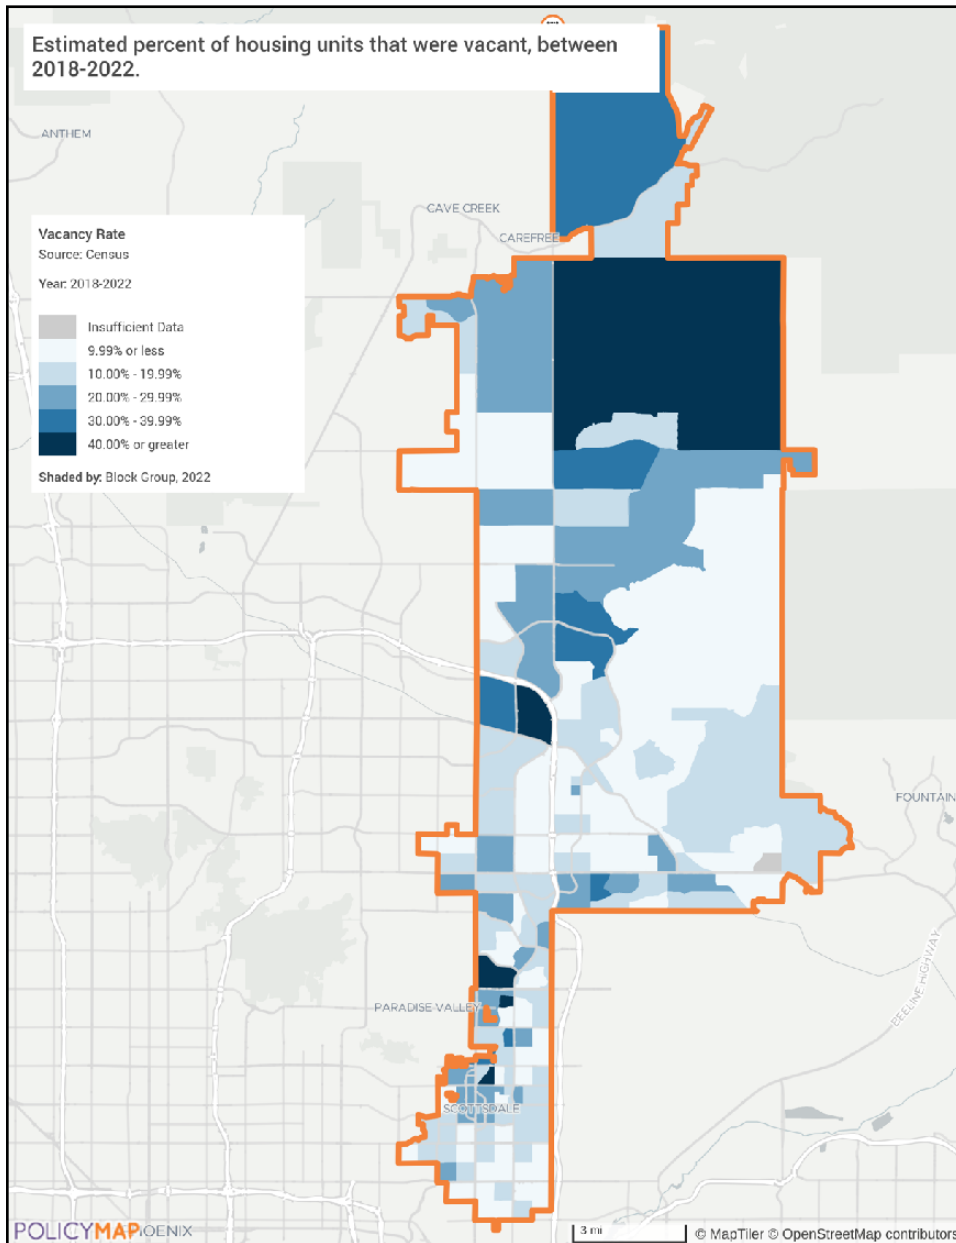 Estimated percent of housing units that were vacant, between
2018-2022.
ANTHEM
CAVE CREEK
CAREFREE
Vacancy Rate
Source: Census
Year: 2018-2022
Insufficient Data
9.99% or less
10.00% - 19.99%
20.00% - 29.99%
30.00% - 39.99%
40.00% or greater
Shaded by: Block Group, 2022
FOUNTAIN
BEELINE HIGHWAY
PARADISE VALLEY
SCOTTSDALE
POLICYMAP
OENIX
3 mi
© MapTiler © OpenStreetMap contributors